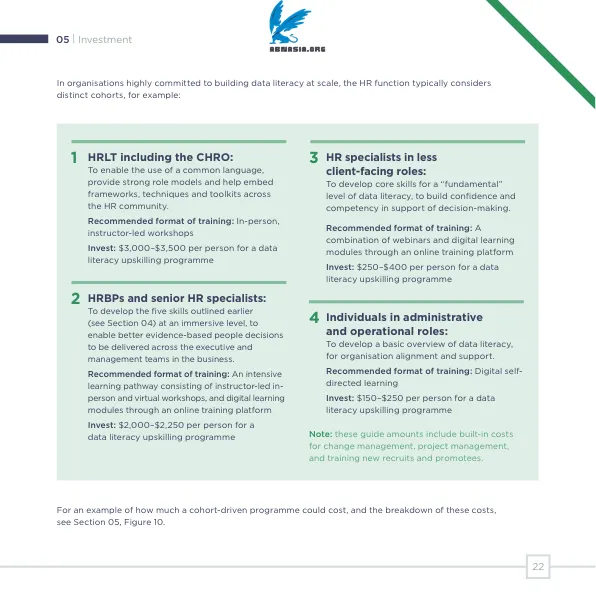 ABNASIA.ORG
05 | Investment
In organisations highly committed to building data literacy at scale, the HR function typically considers
distinct cohorts, for example:
1 HRLT including the CHRO:
To enable the use of a common language,
provide strong role models and help embed
frameworks, techniques and toolkits across
the HR community.
Recommended format of training: In-person,
instructor-led workshops
Invest: $3,000–$3,500 per person for a data
literacy upskilling programme
2 HRBPs and senior HR specialists:
To develop the five skills outlined earlier
(see Section 04) at an immersive level, to
enable better evidence-based people decisions
to be delivered across the executive and
management teams in the business.
Recommended format of training: An intensive
learning pathway consisting of instructor-led in-
person and virtual workshops, and digital learning
modules through an online training platform
Invest: $2,000–$2,250 per person for a
data literacy upskilling programme
3 HR specialists in less
client-facing roles:
To develop core skills for a “fundamental”
level of data literacy, to build confidence and
competency in support of decision-making.
Recommended format of training: A
combination of webinars and digital learning
modules through an online training platform
Invest: $250–$400 per person for a data
literacy upskilling programme
4 Individuals in administrative
and operational roles:
To develop a basic overview of data literacy,
for organisation alignment and support.
Recommended format of training: Digital self-
directed learning
Invest: $150–$250 per person for a data
literacy upskilling programme
Note: these guide amounts include built-in costs
for change management, project management,
and training new recruits and promotees.
For an example of how much a cohort-driven programme could cost, and the breakdown of these costs,
see Section 05, Figure 10.
22